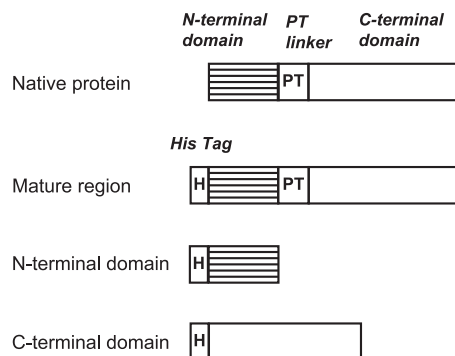 N-terminal PT C-terminal
domain linker domain
Native protein PT
His Tag
Mature region H PT
N-terminal domain H
C-terminal domain H